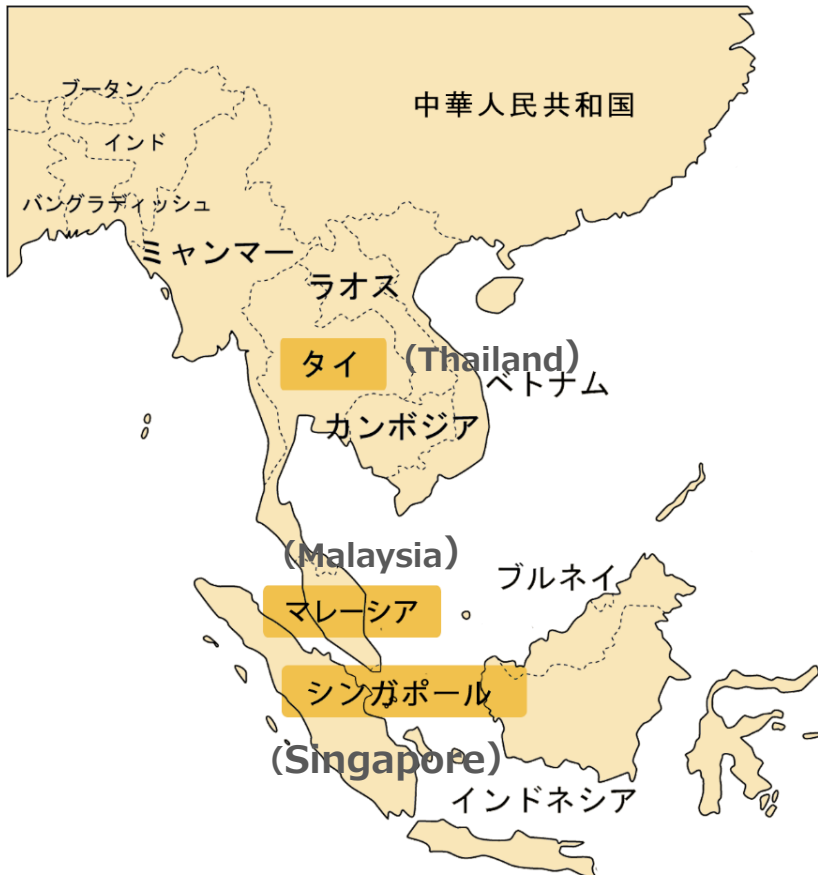 ブータン
中華人民共和国
インド
バングラディッシュ
ミャンマー
ラオス
タイ
（Thailand）
ベトナム
カンボジア
（Malaysia）
ブルネイ
マレーシア
シンガポール
（Singapore）
インドネシア